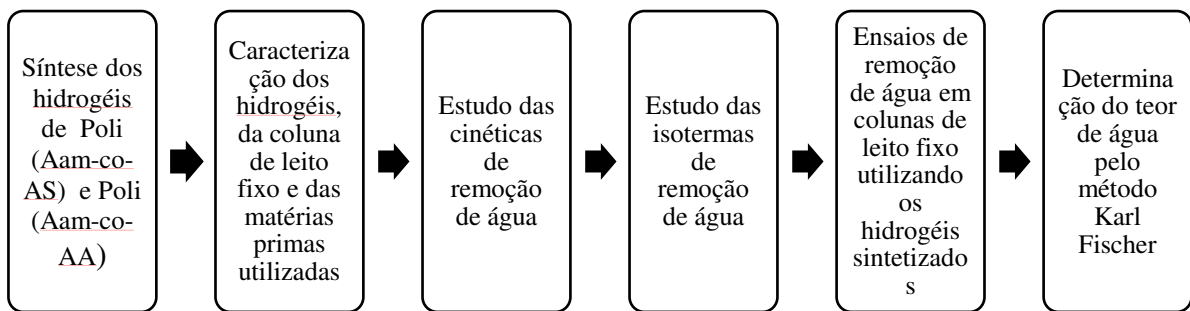 Síntese dos
hidrogéis
de Poli
(Aam-co-
AS) e Poli
(Aam-co-
AA)
Caracteriza
ção dos
hidrogéis,
da coluna
de leito
fixo e das
matérias
primas
utilizadas
Estudo das
cinéticas
de
remoção
de água
Estudo das
isotermas
de
remoção
de água
Ensaios de
remoção
de água em
colunas de
leito fixo
utilizando
os
hidrogéis
sintetizado
s
Determina
ção do teor
de água
pelo
método
Karl
Fischer